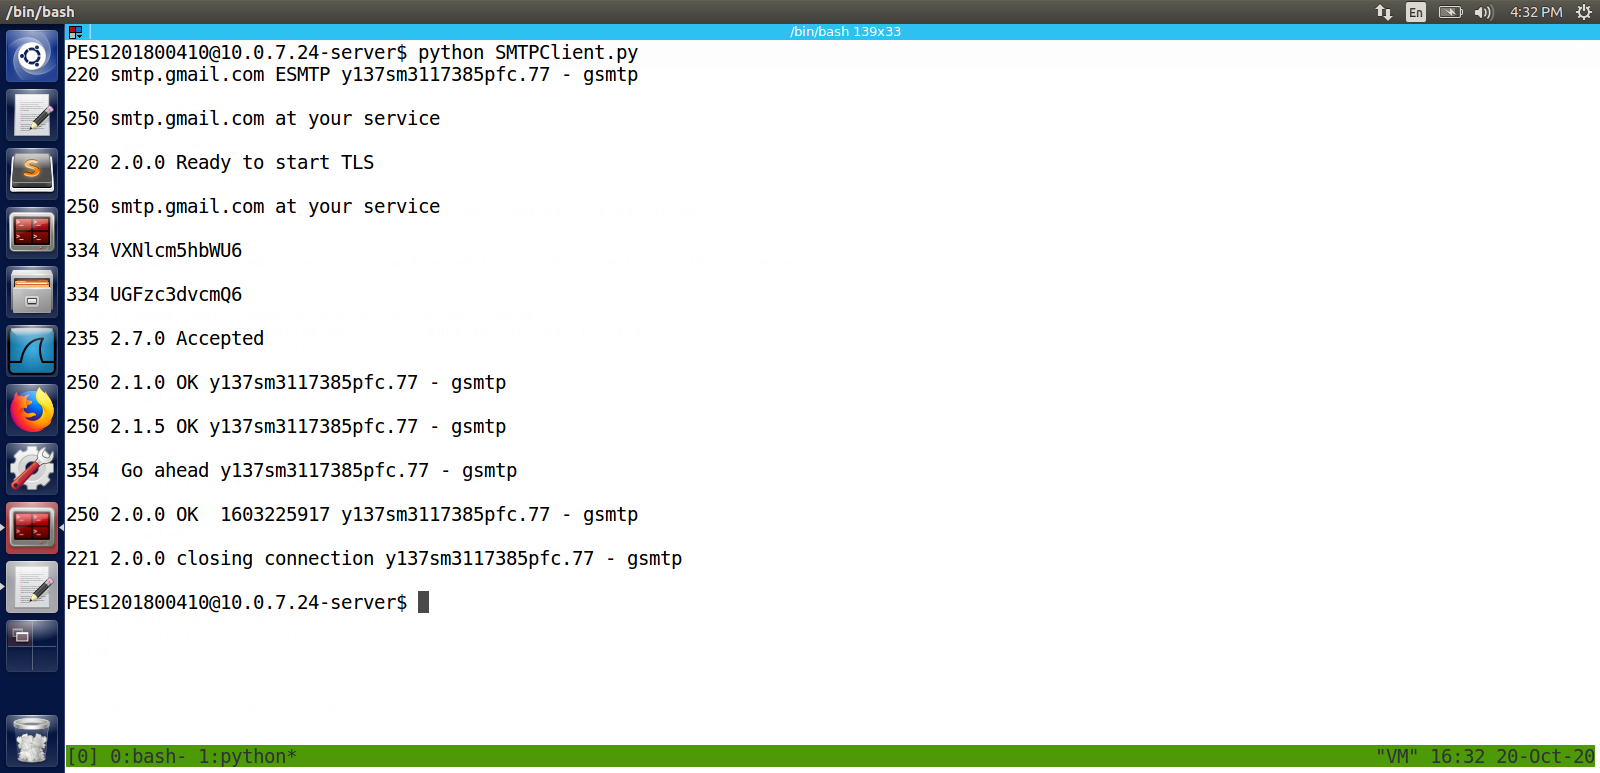 /bin/bash
En
4:32 PM
/bin/bash 139x33
PES1201800410@10.0.7.24-server$ python SMTPClient.py
220 smtp.gmail.com ESMTP y137sm3117385pfc.77 - gsmtp
250 smtp.gmail.com at your service
220 2.0.0 Ready to start TLS
250 smtp.gmail.com at your service
334 VXNlcm5hbWU6
334 UGFzc3dvcmQ6
235 2.7.0 Accepted
250 2.1.0 OK y137sm3117385pfc.77 - gsmtp
250 2.1.5 OK y137sm3117385pfc.77 - gsmtp
354  Go ahead y137sm3117385pfc.77 - gsmtp
250 2.0.0 OK  1603225917 y137sm3117385pfc.77 - gsmtp
221 2.0.0 closing connection y137sm3117385pfc.77 - gsmtp
PES1201800410@10.0.7.24-server$
[0] 0:bash- 1:python*
"VM" 16:32 20-Oct-20